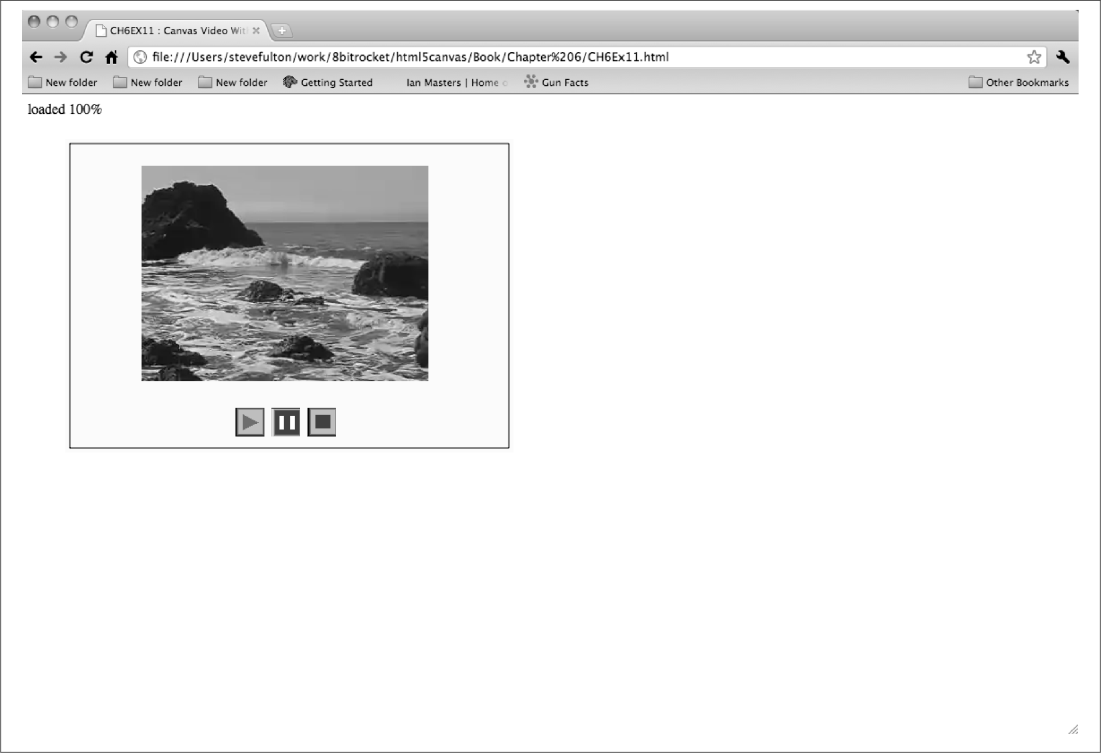 CH6EX11 : Canvas Video Wit
file:///Users/stevefulton/work/8bitrocket/html5canvas/Book/Chapter%206/CH6Ex11.html
New folder New folder New folder Getting Started Ian Masters | Home Gun Facts Other Bookmarks
loaded 100%